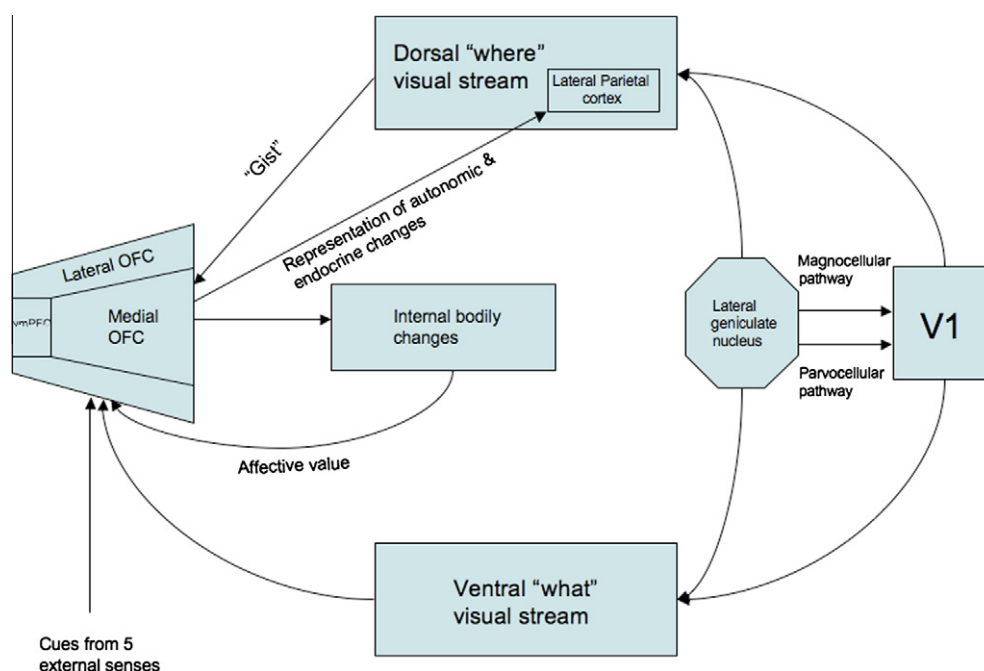 Dorsal “where”
visual stream
Lateral Parietal
cortex
“Gist”
Representation of autonomic &
endocrine changes
Lateral OFC
vmPFC
Medial
OFC
Internal bodily
changes
Affective value
Lateral
geniculate
nucleus
Magnocellular
pathway
Parvocellular
pathway
V1
Ventral “what”
visual stream
Cues from 5
external senses